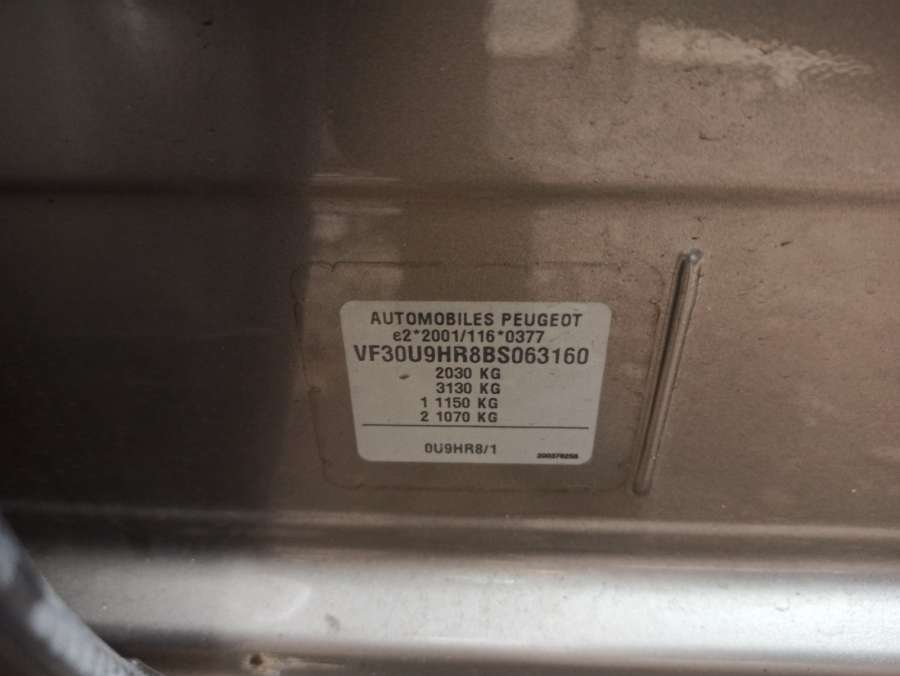 AUTOMOBILES PEUGEOT
e2*2001/116*0377
VF30U9HR8BS063160
2030 KG
3130 KG
1 1150 KG
2 1070 KG
0U9HR8/1